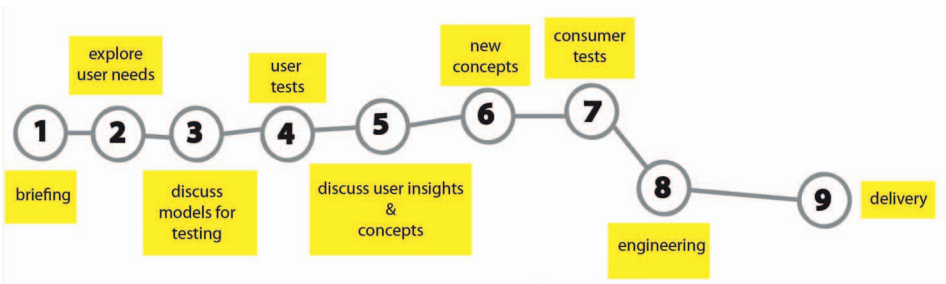 1
briefing
2
explore
user needs
3
discuss
models for
testing
4
user
tests
5
discuss user insights
&
concepts
6
new
concepts
7
consumer
tests
8
engineering
9
delivery